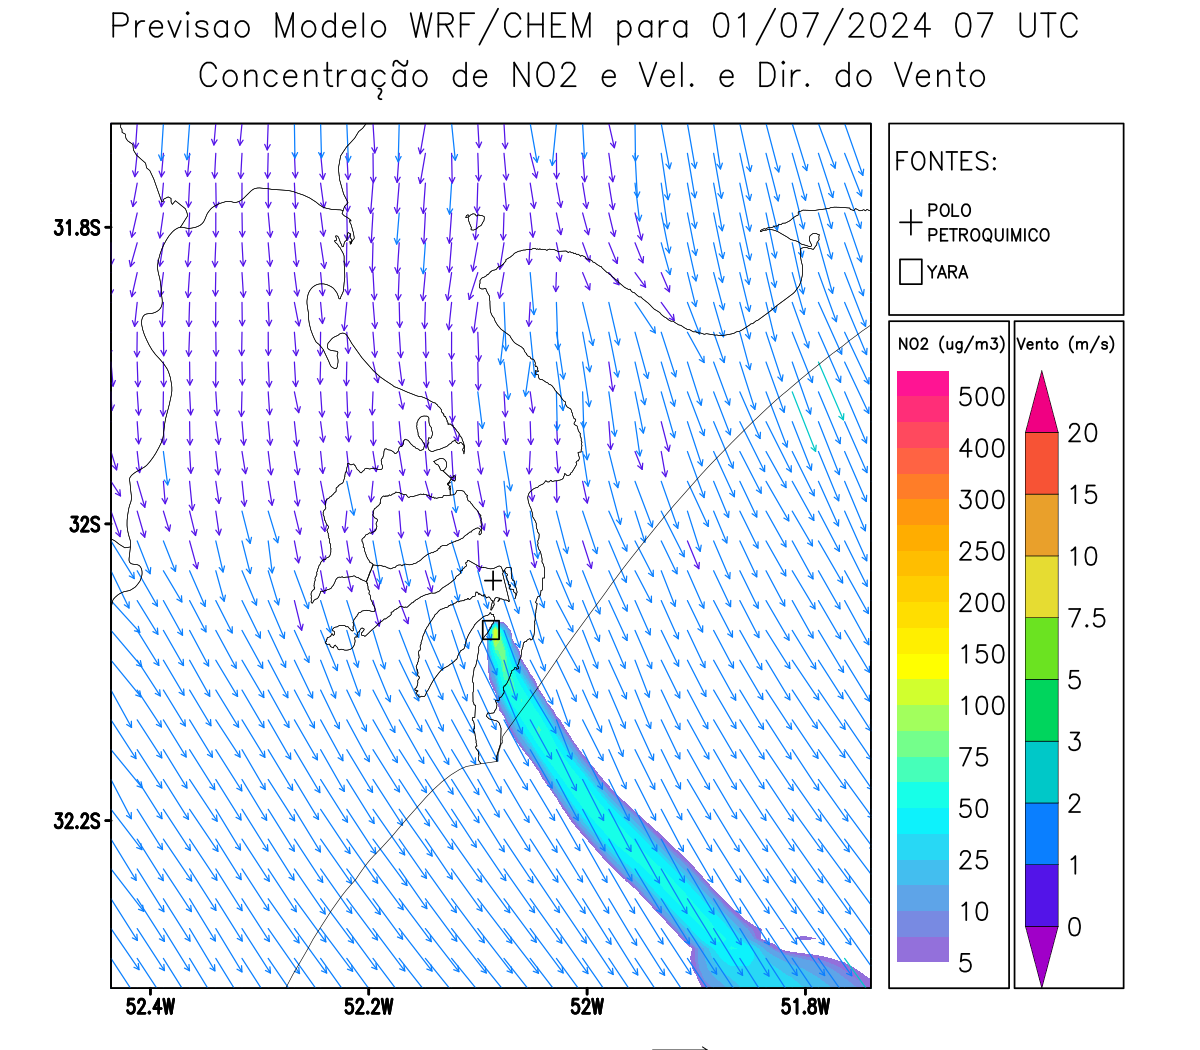 Previsao Modelo WRF/CHEM para 01/07/2024 07 UTC
Concentração de NO2 e Vel. e Dir. do Vento
FONTES:
POLO
PETROQUIMICO
YARA
31.8S
32S
32.2S
52.4W
52.2W
52W
51.8W
NO2 (ug/m3)
500
400
300
250
200
150
100
75
50
25
10
5
Vento (m/s)
20
15
10
7.5
5
3
2
1
0